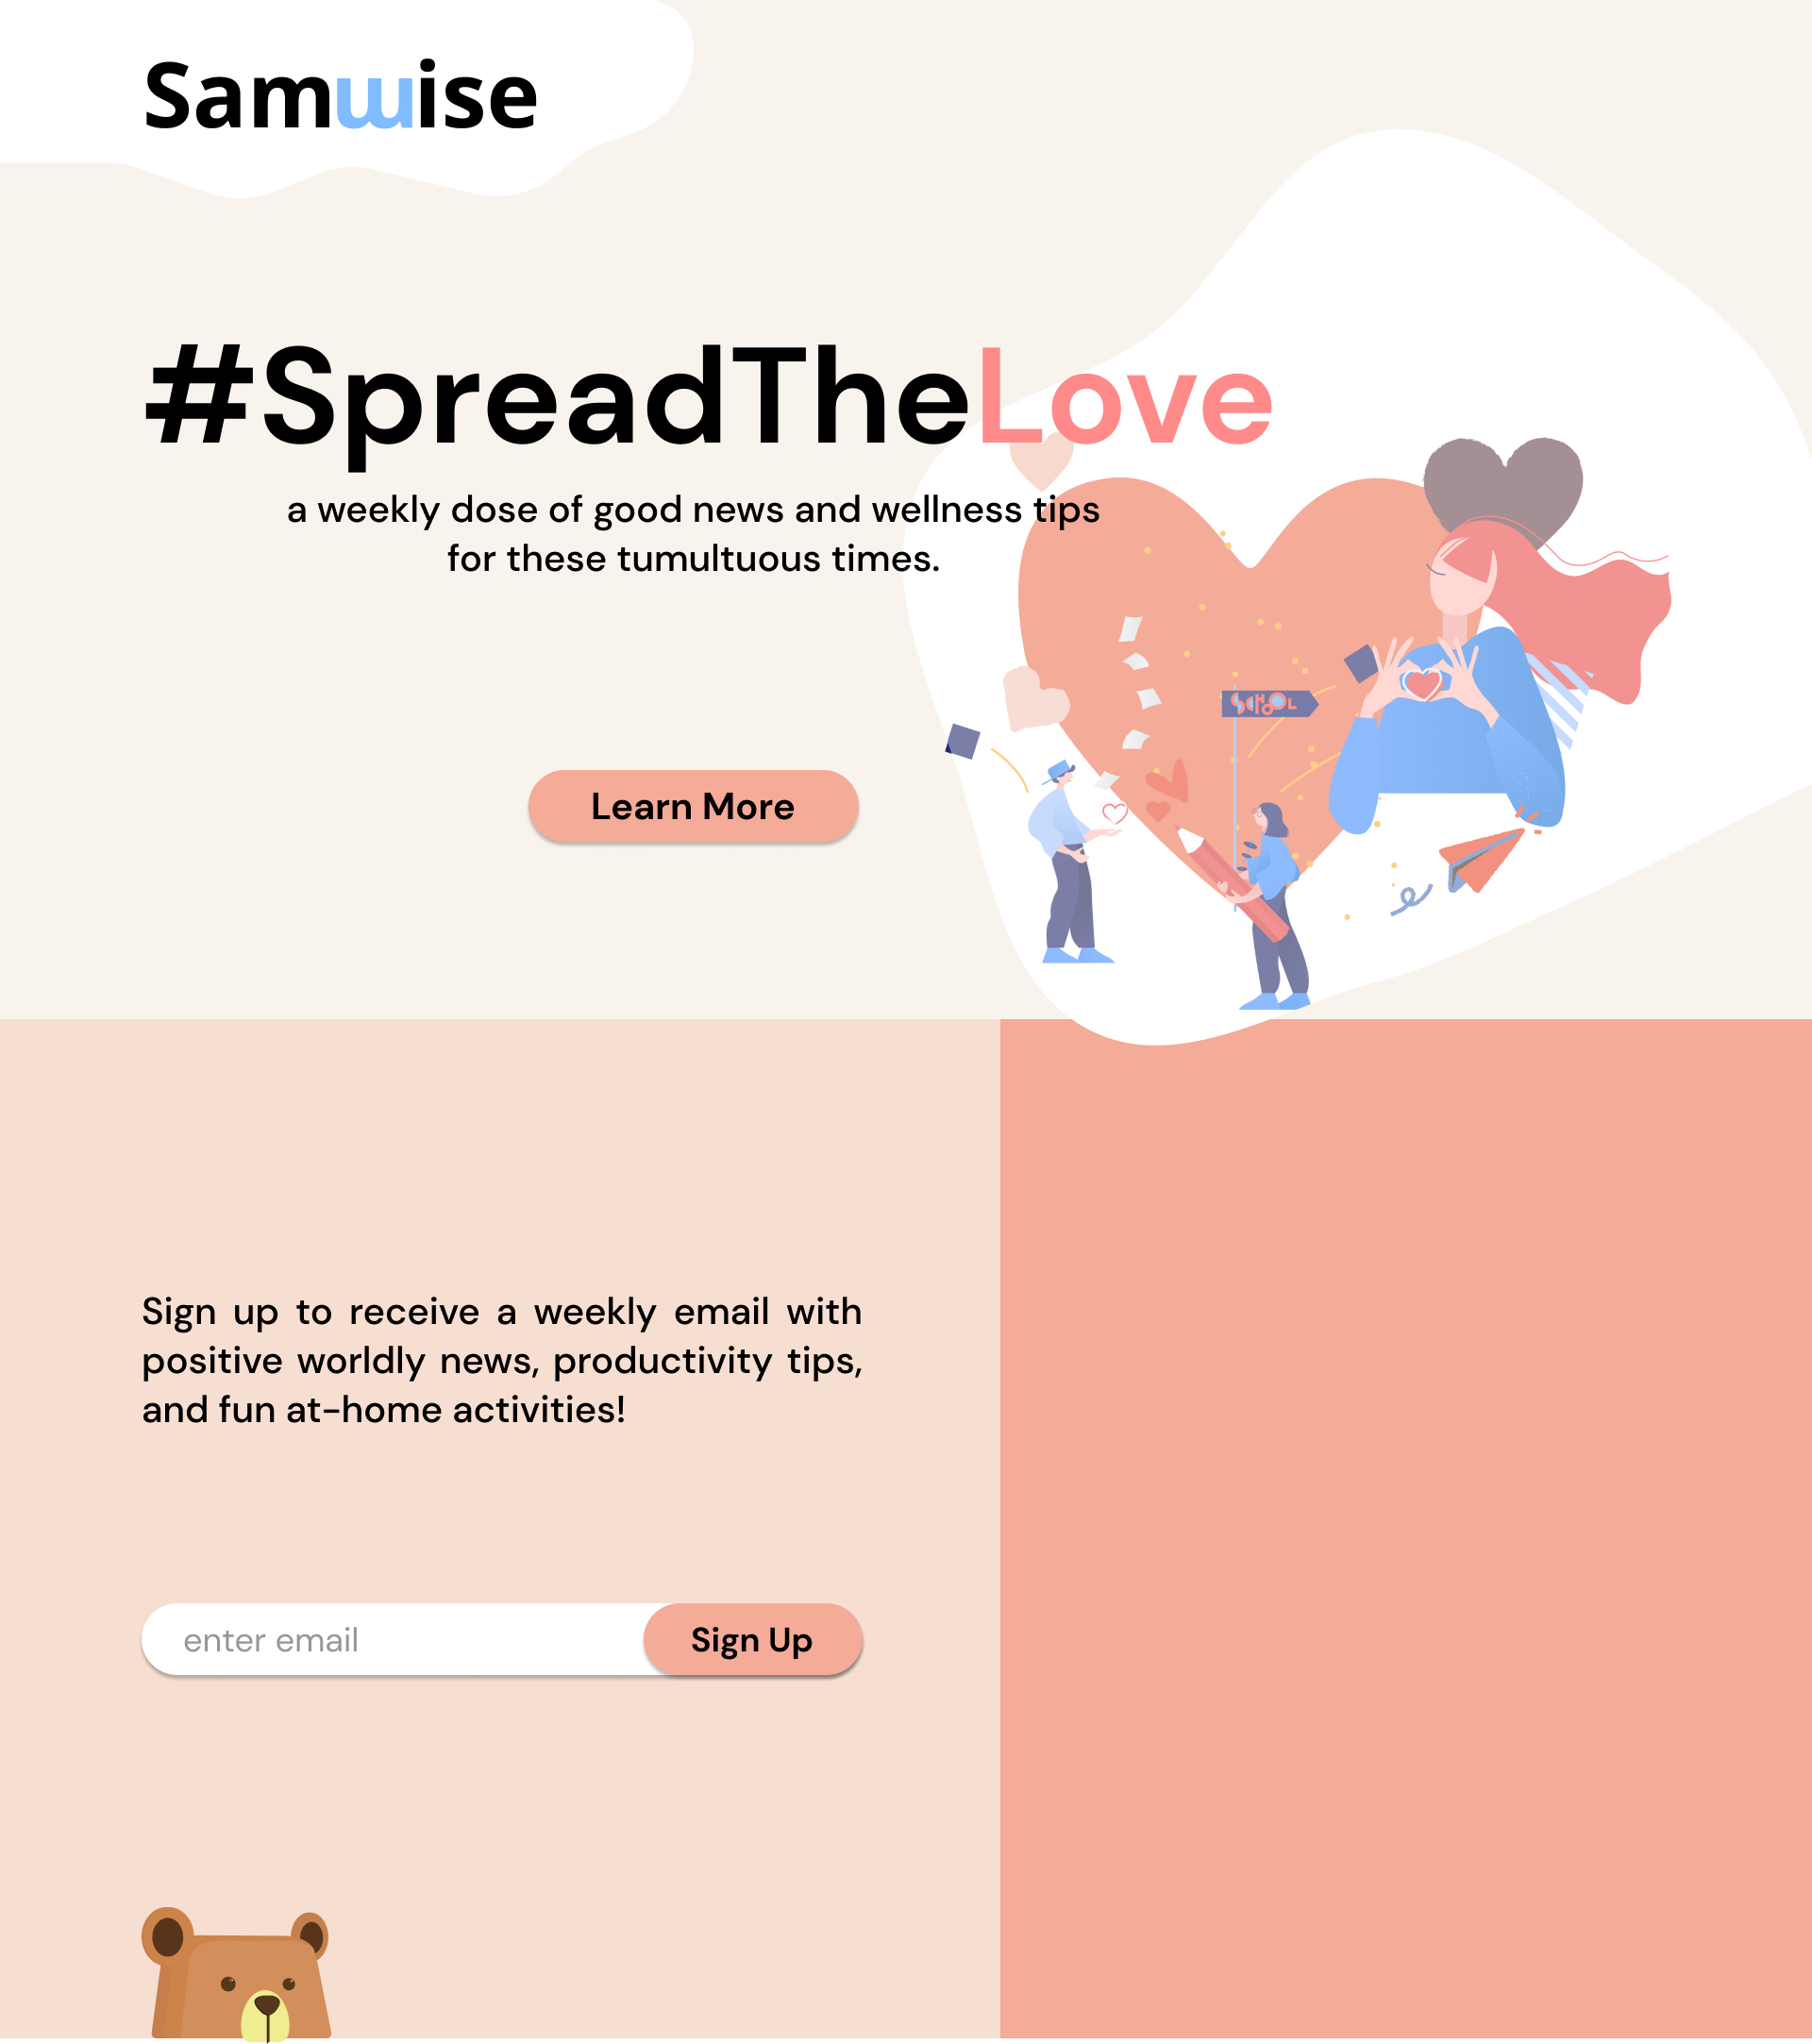 Samwise
#SpreadTheLove
a weekly dose of good news and wellness tips
for these tumultuous times.
SCHOOL
Learn More
Sign up to receive a weekly email with
positive worldly news, productivity tips,
and fun at-home activities!
enter email
Sign Up